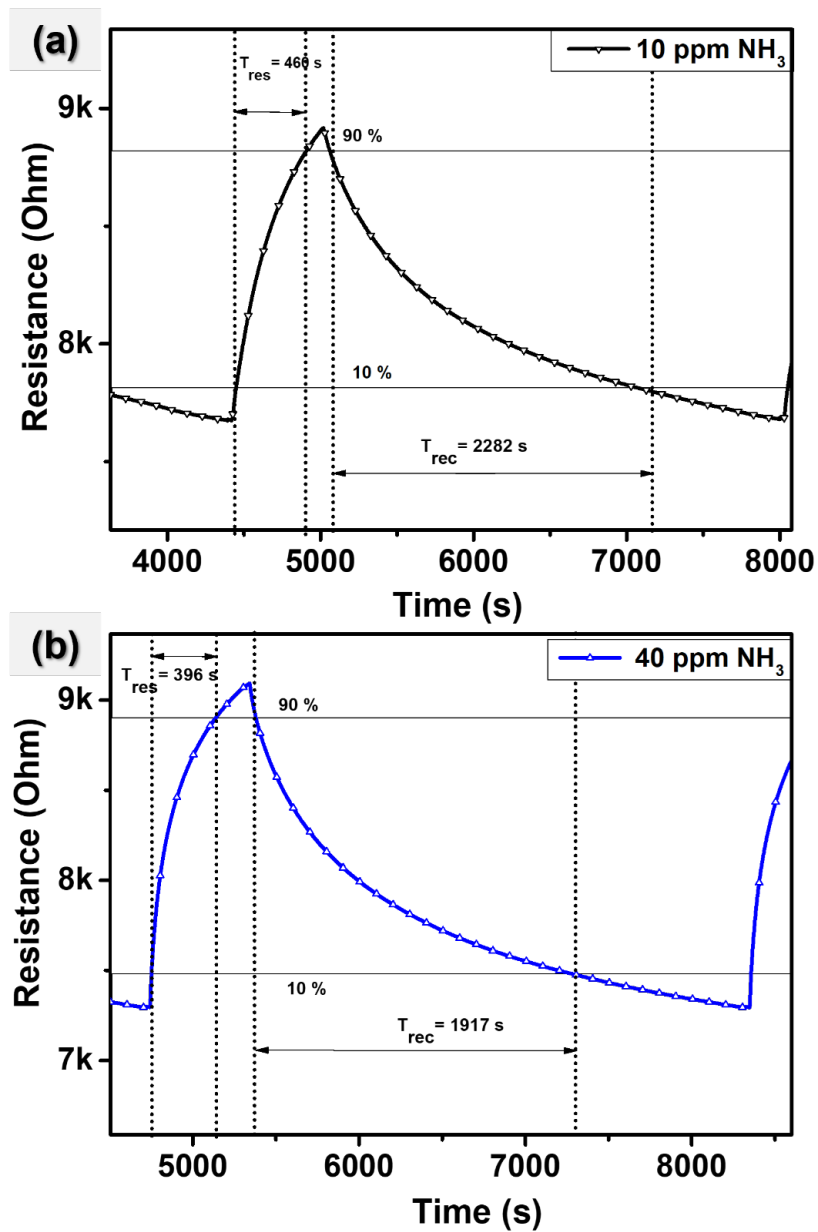 (a)
10 ppm NH3
Tres = 460 s
9k
90 %
Resistance (Ohm)
8k
10 %
Trec = 2282 s
4000 5000 6000 7000 8000
Time (s)
(b)
40 ppm NH3
Tres = 396 s
9k
90 %
Resistance (Ohm)
8k
10 %
Trec = 1917 s
7k
5000 6000 7000 8000
Time (s)